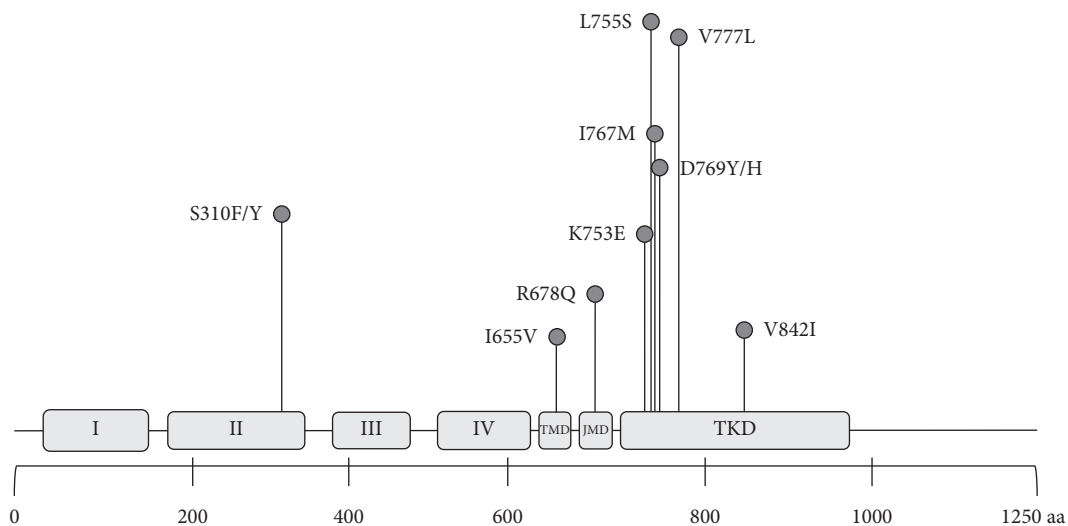 L755S
V777L
I767M
D769Y/H
S310F/Y
K753E
R678Q
I655V
V842I
I II III IV TMD JMD TKD
0 200 400 600 800 1000 1250 aa